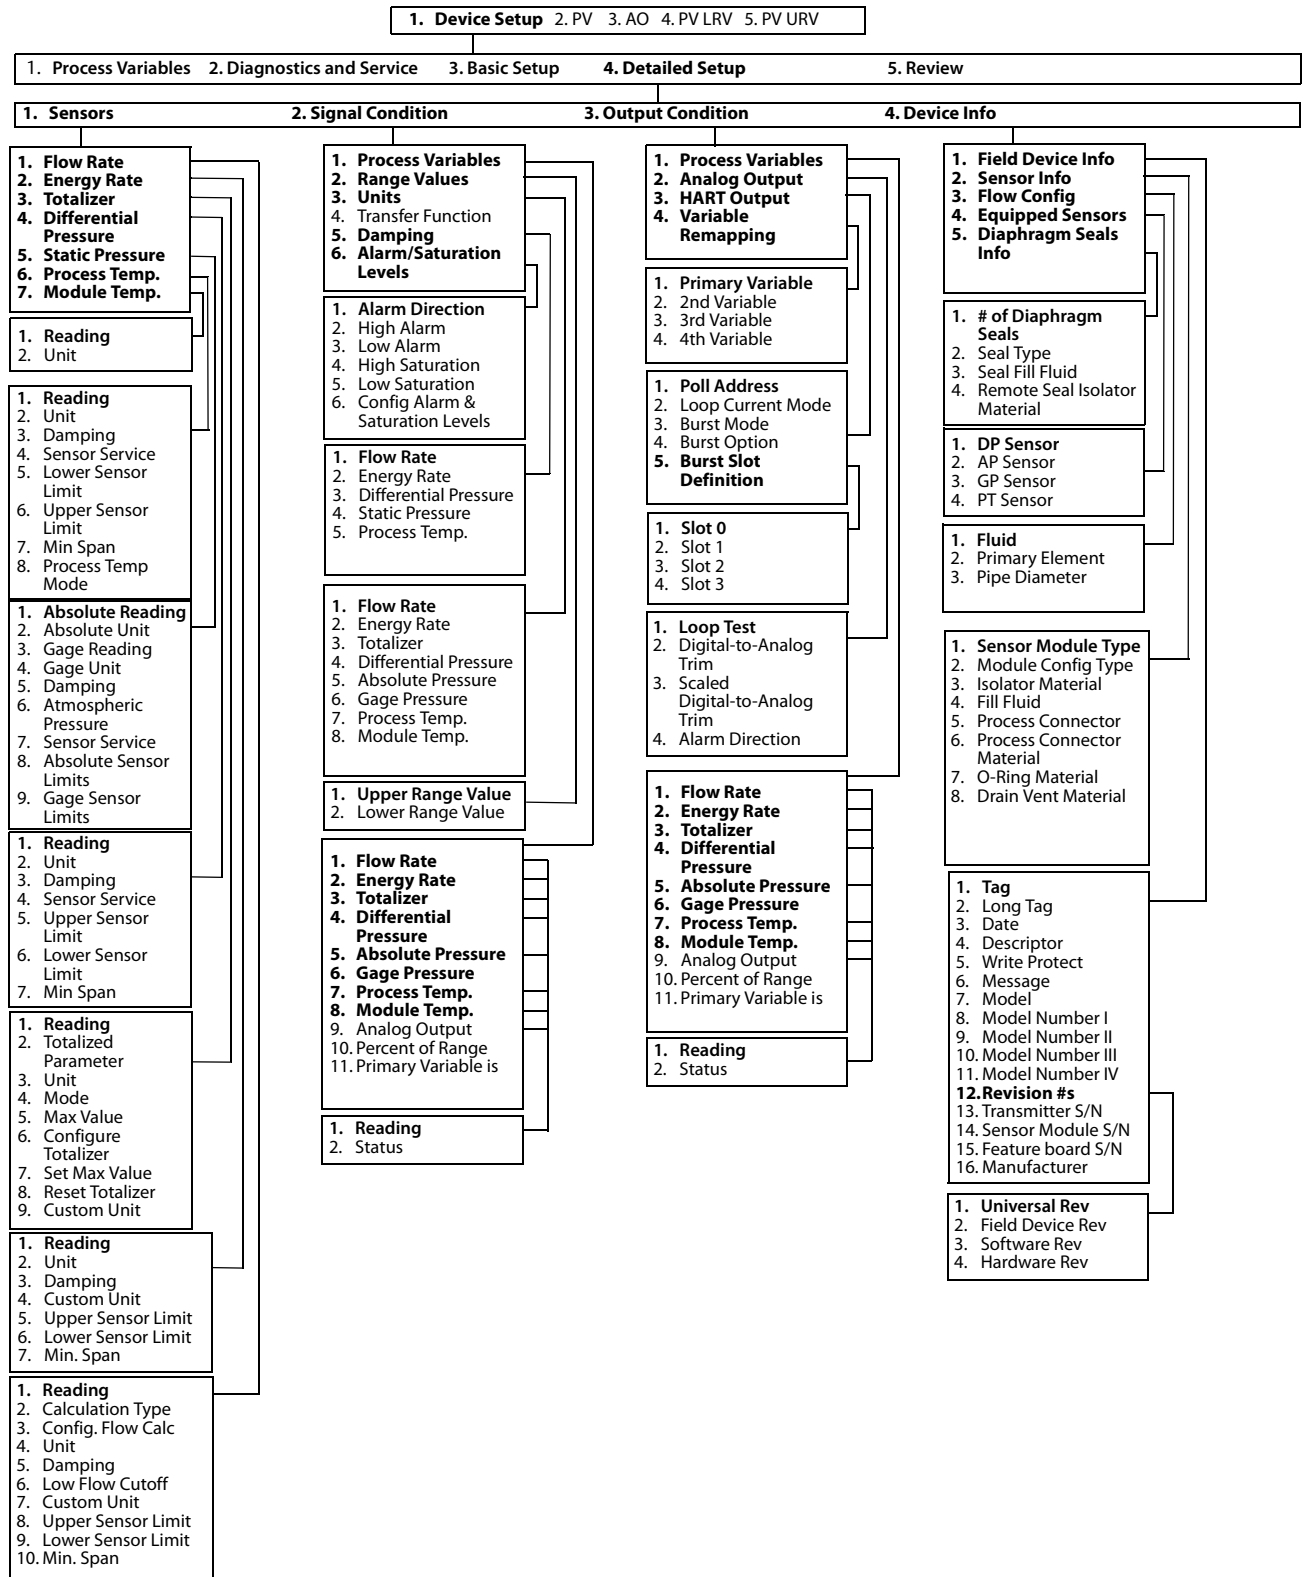 1. Device Setup 2. PV 3. AO 4. PV LRV 5. PV URV
1. Process Variables 2. Diagnostics and Service 3. Basic Setup 4. Detailed Setup 5. Review
1. Sensors 2. Signal Condition 3. Output Condition 4. Device Info
1. Flow Rate
2. Energy Rate
3. Totalizer
4. Differential
Pressure
5. Static Pressure
6. Process Temp.
7. Module Temp.
1. Reading
2. Unit
1. Reading
2. Unit
3. Damping
4. Sensor Service
5. Lower Sensor
Limit
6. Upper Sensor
Limit
7. Min Span
8. Process Temp
Mode
1. Absolute Reading
2. Absolute Unit
3. Gage Reading
4. Gage Unit
5. Damping
6. Atmospheric
Pressure
7. Sensor Service
8. Absolute Sensor
Limits
9. Gage Sensor
Limits
1. Reading
2. Unit
3. Damping
4. Sensor Service
5. Upper Sensor
Limit
6. Lower Sensor
Limit
7. Min Span
1. Reading
2. Totalized
Parameter
3. Unit
4. Mode
5. Max Value
6. Configure
Totalizer
7. Set Max Value
8. Reset Totalizer
9. Custom Unit
1. Reading
2. Unit
3. Damping
4. Custom Unit
5. Upper Sensor Limit
6. Lower Sensor Limit
7. Min. Span
1. Reading
2. Calculation Type
3. Config. Flow Calc
4. Unit
5. Damping
6. Low Flow Cutoff
7. Custom Unit
8. Upper Sensor Limit
9. Lower Sensor Limit
10. Min. Span
1. Process Variables
2. Range Values
3. Units
4. Transfer Function
5. Damping
6. Alarm/Saturation
Levels
1. Alarm Direction
2. High Alarm
3. Low Alarm
4. High Saturation
5. Low Saturation
6. Config Alarm &
Saturation Levels
1. Flow Rate
2. Energy Rate
3. Differential Pressure
4. Static Pressure
5. Process Temp.
1. Flow Rate
2. Energy Rate
3. Totalizer
4. Differential Pressure
5. Absolute Pressure
6. Gage Pressure
7. Process Temp.
8. Module Temp.
1. Upper Range Value
2. Lower Range Value
1. Flow Rate
2. Energy Rate
3. Totalizer
4. Differential
Pressure
5. Absolute Pressure
6. Gage Pressure
7. Process Temp.
8. Module Temp.
9. Analog Output
10. Percent of Range
11. Primary Variable is
1. Reading
2. Status
1. Process Variables
2. Analog Output
3. HART Output
4. Variable
Remapping
1. Primary Variable
2. 2nd Variable
3. 3rd Variable
4. 4th Variable
1. Poll Address
2. Loop Current Mode
3. Burst Mode
4. Burst Option
5. Burst Slot
Definition
1. Slot 0
2. Slot 1
3. Slot 2
4. Slot 3
1. Loop Test
2. Digital-to-Analog
Trim
3. Scaled
Digital-to-Analog
Trim
4. Alarm Direction
1. Flow Rate
2. Energy Rate
3. Totalizer
4. Differential
Pressure
5. Absolute Pressure
6. Gage Pressure
7. Process Temp.
8. Module Temp.
9. Analog Output
10. Percent of Range
11. Primary Variable is
1. Reading
2. Status
1. Field Device Info
2. Sensor Info
3. Flow Config
4. Equipped Sensors
5. Diaphragm Seals
Info
1. # of Diaphragm
Seals
2. Seal Type
3. Seal Fill Fluid
4. Remote Seal Isolator
Material
1. DP Sensor
2. AP Sensor
3. GP Sensor
4. PT Sensor
1. Fluid
2. Primary Element
3. Pipe Diameter
1. Sensor Module Type
2. Module Config Type
3. Isolator Material
4. Fill Fluid
5. Process Connector
6. Process Connector
Material
7. O-Ring Material
8. Drain Vent Material
1. Tag
2. Long Tag
3. Date
4. Descriptor
5. Write Protect
6. Message
7. Model
8. Model Number I
9. Model Number II
10. Model Number III
11. Model Number IV
12. Revision #s
13. Transmitter S/N
14. Sensor Module S/N
15. Feature board S/N
16. Manufacturer
1. Universal Rev
2. Field Device Rev
3. Software Rev
4. Hardware Rev